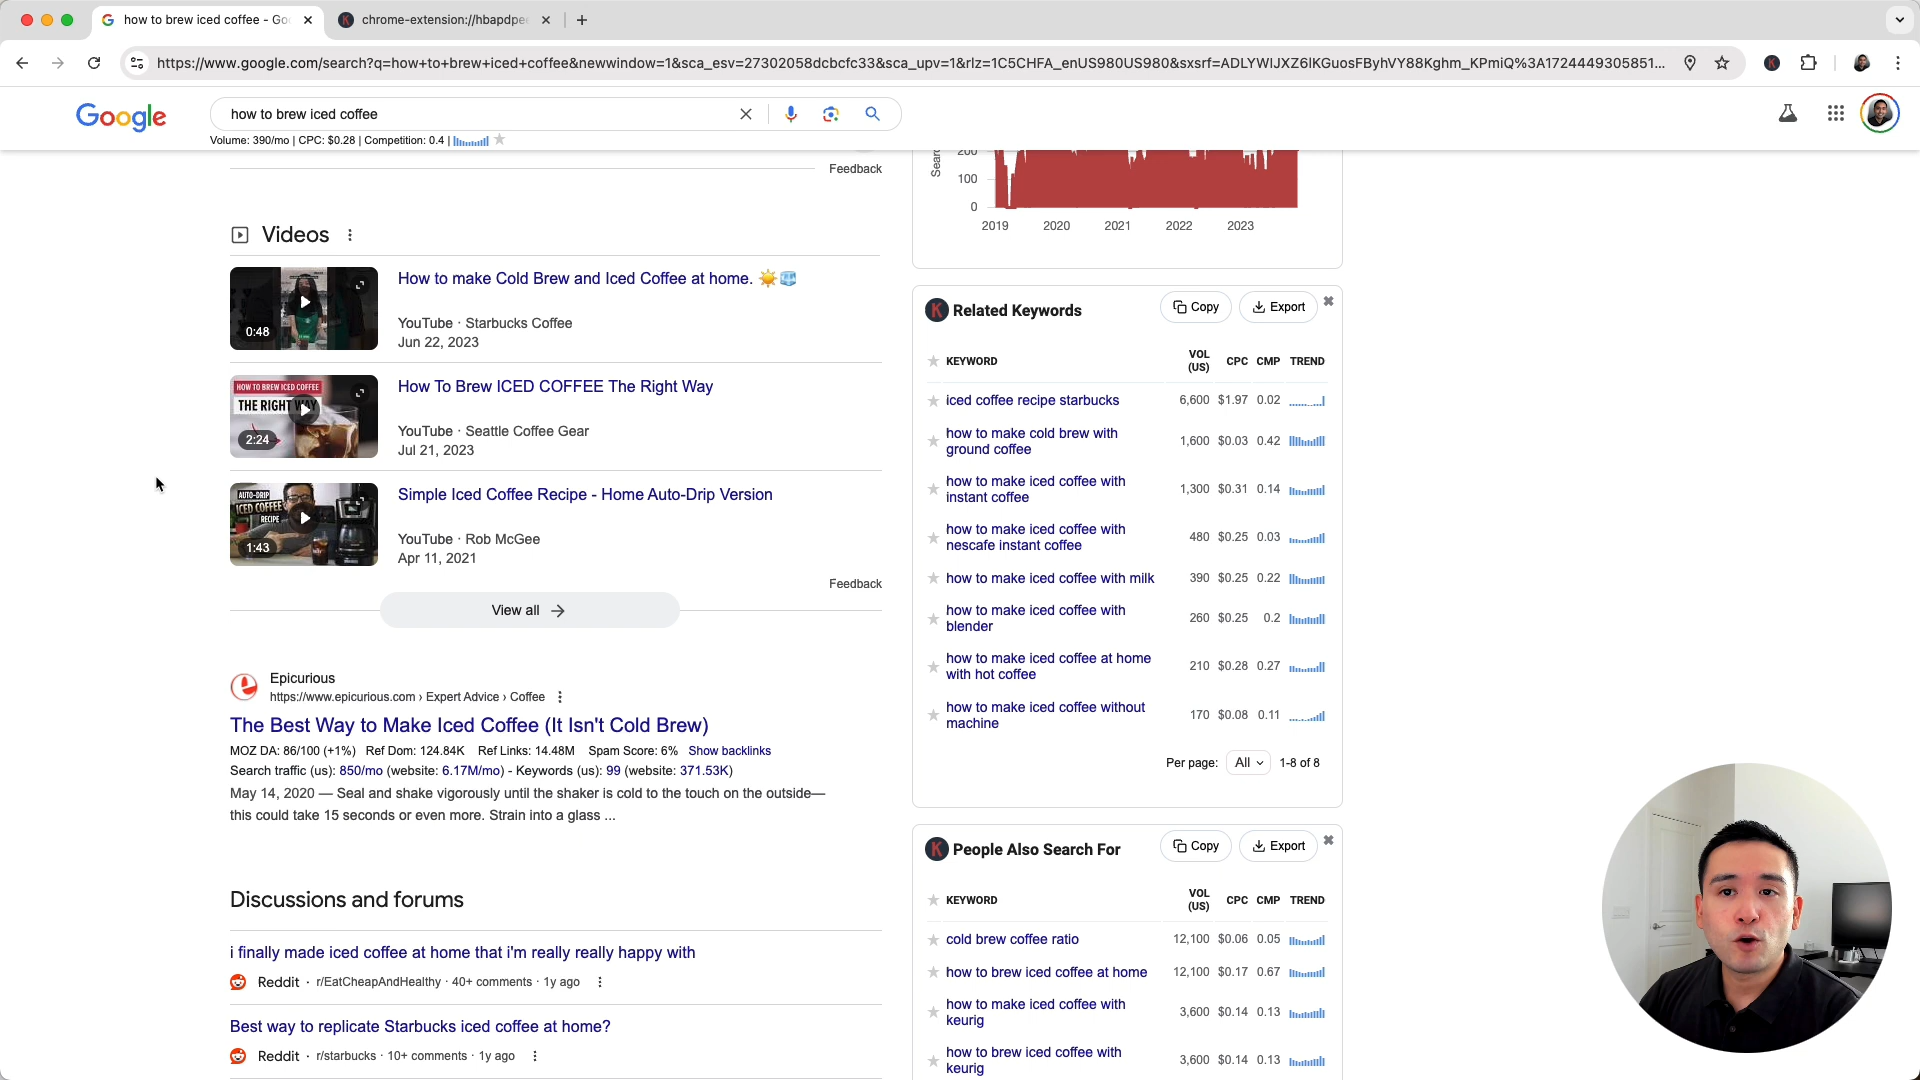 how to brew iced coffee - Goo
chrome-extension://hbapdpee
https://www.google.com/search?q=how+to+brew+iced+coffee&newwindow=1&sca_esv=27302058dcbcfc33&sca_upv=1&rlz=1C5CHFA_enUS980US980&sxsrf=ADLYWIJXZ6lKGuosFByhVY88Kghm_KPmiQ%3A1724449305851...
Google
how to brew iced coffee
Volume: 390/mo | CPC: $0.28 | Competition: 0.4 |
Feedback
Videos
0:48
How to make Cold Brew and Iced Coffee at home. ☀️🧊
YouTube · Starbucks Coffee
Jun 22, 2023
HOW TO BREW ICED COFFEE
THE RIGHT WAY
2:24
How To Brew ICED COFFEE The Right Way
YouTube · Seattle Coffee Gear
Jul 21, 2023
AUTO-DRIP
ICED COFFEE
RECIPE
1:43
Simple Iced Coffee Recipe - Home Auto-Drip Version
YouTube · Rob McGee
Apr 11, 2021
Feedback
View all
Epicurious
https://www.epicurious.com › Expert Advice › Coffee
The Best Way to Make Iced Coffee (It Isn't Cold Brew)
MOZ DA: 86/100 (+1%) Ref Dom: 124.84K Ref Links: 14.48M Spam Score: 6% Show backlinks
Search traffic (us): 850/mo (website: 6.17M/mo) - Keywords (us): 99 (website: 371.53K)
May 14, 2020 — Seal and shake vigorously until the shaker is cold to the touch on the outside—
this could take 15 seconds or even more. Strain into a glass ...
Discussions and forums
i finally made iced coffee at home that i'm really really happy with
Reddit · r/EatCheapAndHealthy · 40+ comments · 1y ago
Best way to replicate Starbucks iced coffee at home?
Reddit · r/starbucks · 10+ comments · 1y ago
Searc
200
100
0
2019 2020 2021 2022 2023
K Related Keywords Copy Export
KEYWORD VOL (US) CPC CMP TREND
iced coffee recipe starbucks 6,600 $1.97 0.02
how to make cold brew with
ground coffee 1,600 $0.03 0.42
how to make iced coffee with
instant coffee 1,300 $0.31 0.14
how to make iced coffee with
nescafe instant coffee 480 $0.25 0.03
how to make iced coffee with milk 390 $0.25 0.22
how to make iced coffee with
blender 260 $0.25 0.2
how to make iced coffee at home
with hot coffee 210 $0.28 0.27
how to make iced coffee without
machine 170 $0.08 0.11
Per page: All 1-8 of 8
K People Also Search For Copy Export
KEYWORD VOL (US) CPC CMP TREND
cold brew coffee ratio 12,100 $0.06 0.05
how to brew iced coffee at home 12,100 $0.17 0.67
how to make iced coffee with
keurig 3,600 $0.14 0.13
how to brew iced coffee with
keurig 3,600 $0.14 0.13